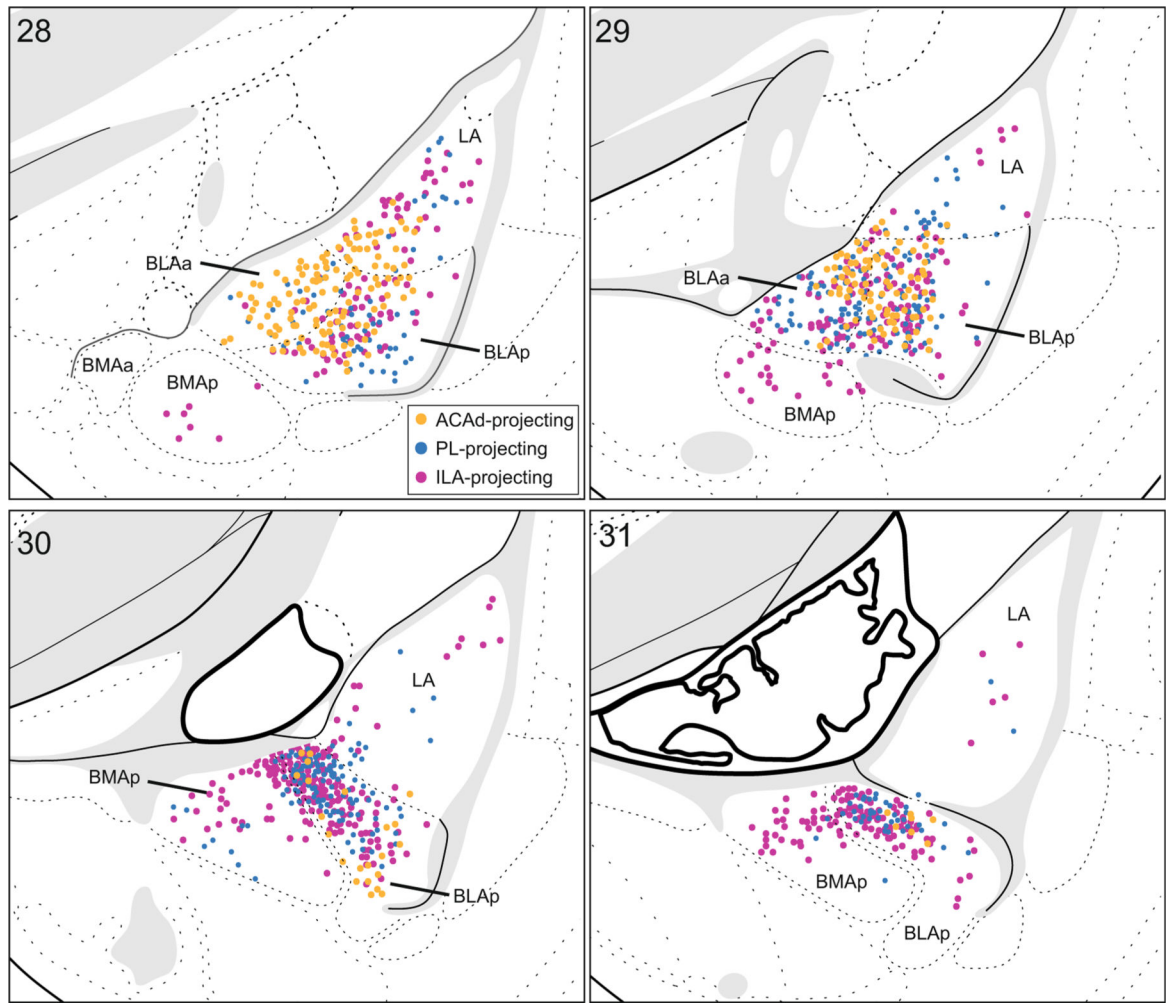 28
LA
BLAa
BLAp
BMAa
BMAp
ACAd-projecting
PL-projecting
ILA-projecting
29
LA
BLAa
BLAp
BMAp
30
LA
BMAp
BLAp
31
LA
BMAp
BLAp